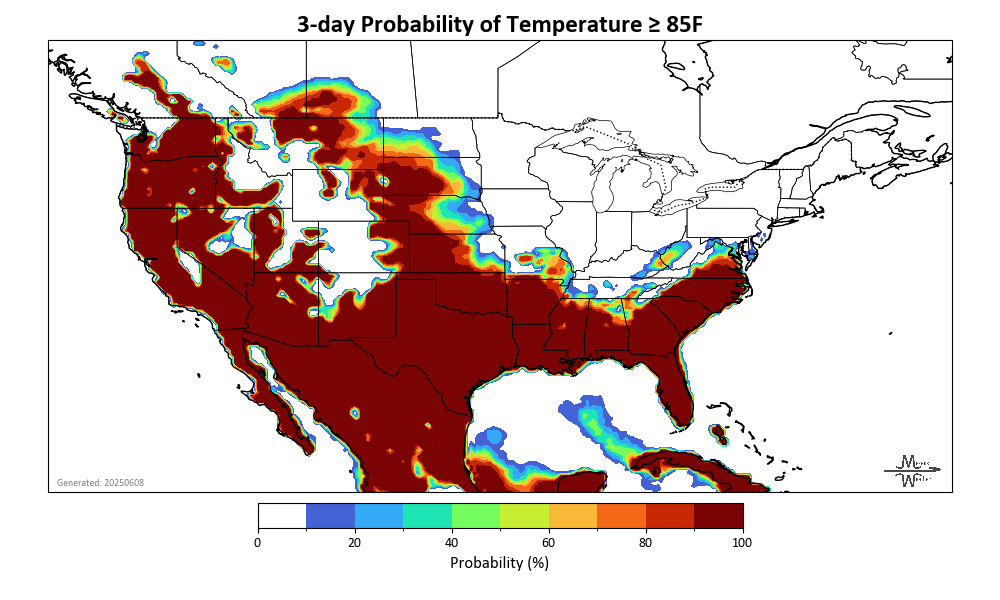 3-day Probability of Temperature ≥ 85F
Generated: 20250608
0 20 40 60 80 100
Probability (%)